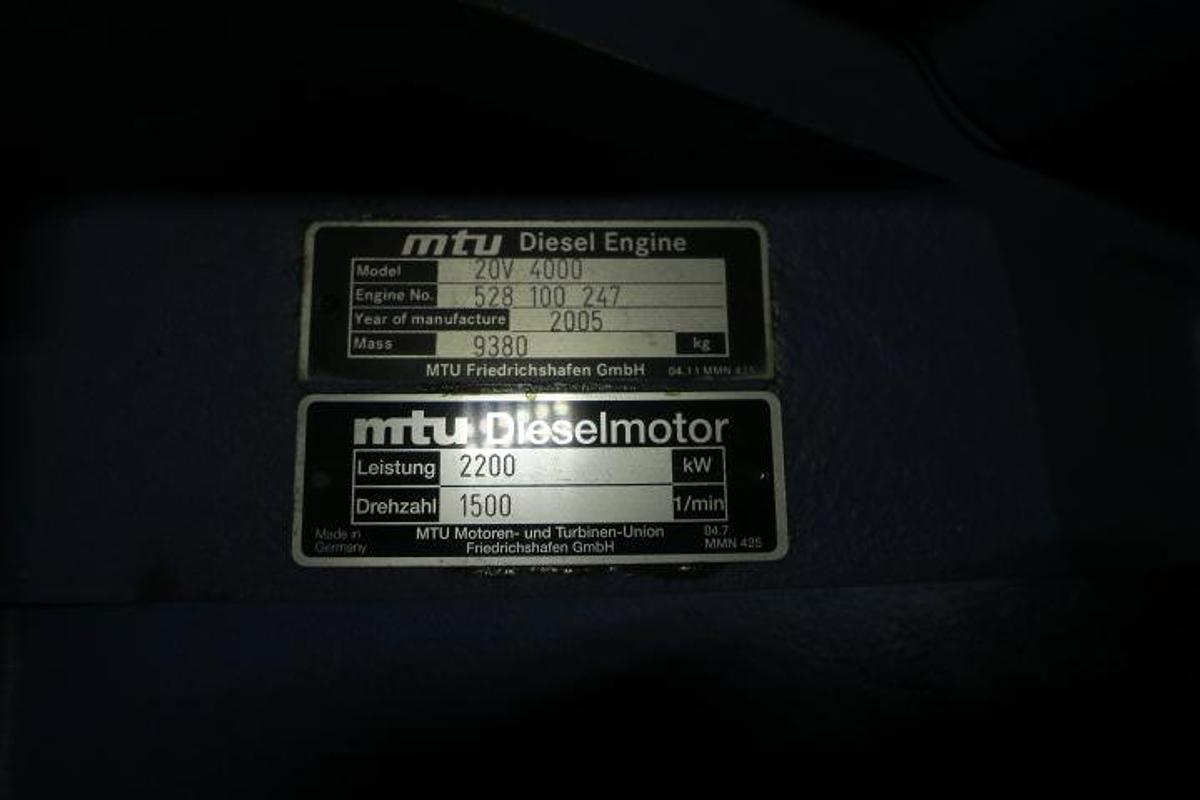 mtu Diesel Engine
Model 20V 4000
Engine No. 528 100 247
Year of manufacture 2005
Mass 9380 kg
MTU Friedrichshafen GmbH 04.11 MMN
mtu Dieselmotor
Leistung 2200 kW
Drehzahl 1500 1/min
Made in Germany
MTU Motoren- und Turbinen-Union
Friedrichshafen GmbH
04.7
MMN 425